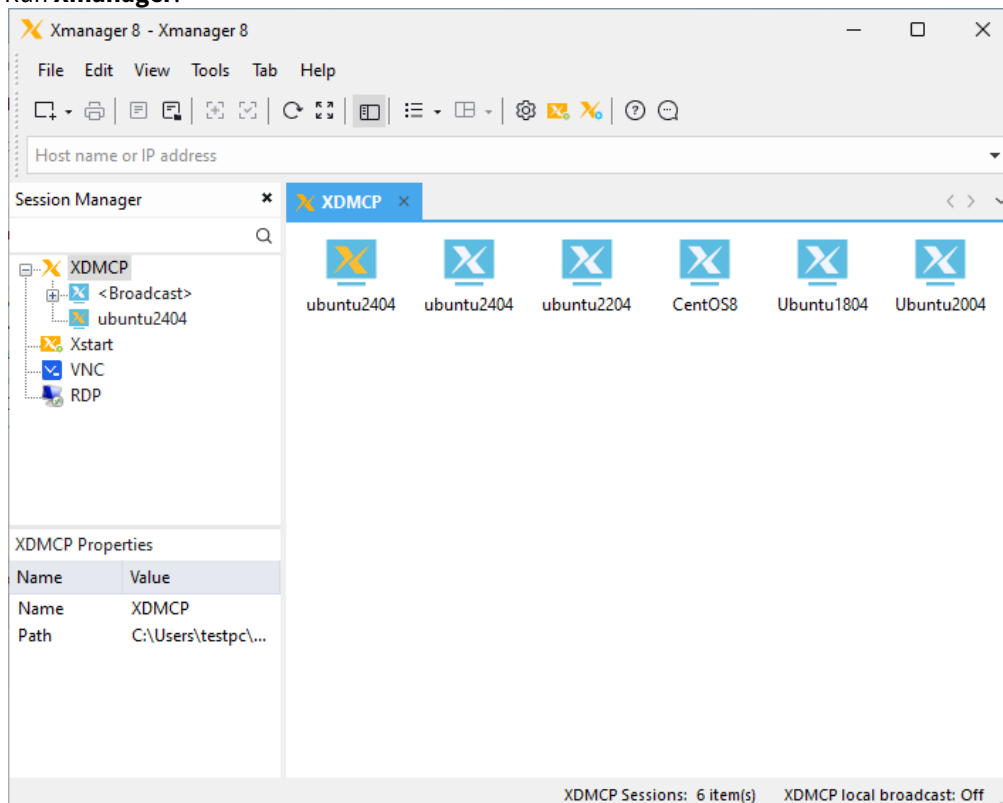 Run Xmanager.
Xmanager 8 - Xmanager 8
File Edit View Tools Tab Help
Host name or IP address
Session Manager
XDMCP
XDMCP
<Broadcast>
ubuntu2404
Xstart
VNC
RDP
ubuntu2404 ubuntu2404 ubuntu2204 CentOS8 Ubuntu1804 Ubuntu2004
XDMCP Properties
Name Value
Name XDMCP
Path C:\Users\testpc\...
XDMCP Sessions: 6 item(s) XDMCP local broadcast: Off